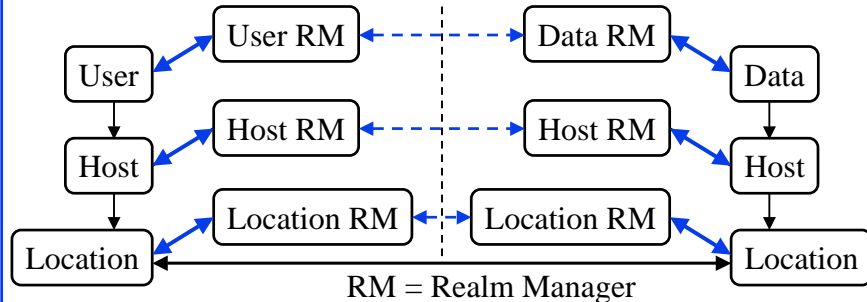 User RM
Data RM
User
Data
Host RM
Host RM
Host
Host
Location RM
Location RM
Location
Location
RM = Realm Manager